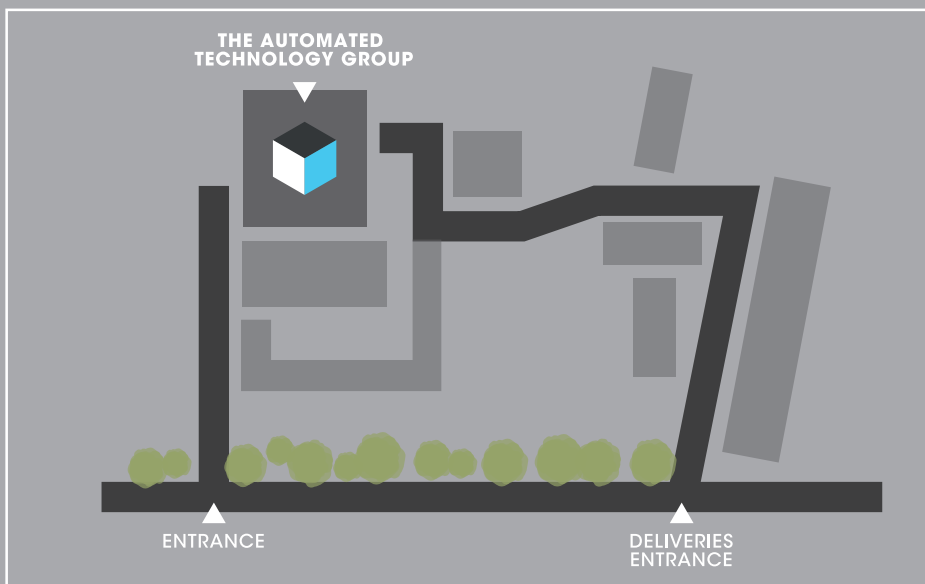 THE AUTOMATED
TECHNOLOGY GROUP
ENTRANCE
DELIVERIES
ENTRANCE